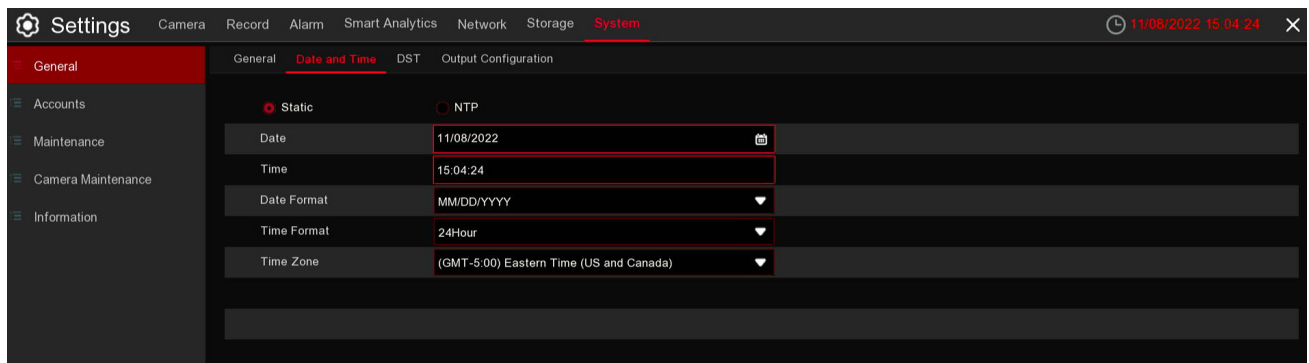 Settings Camera Record Alarm Smart Analytics Network Storage System 11/08/2022 15:04:24
General
Accounts
Maintenance
Camera Maintenance
Information
General Date and Time DST Output Configuration
Static NTP
Date 11/08/2022
Time 15:04:24
Date Format MM/DD/YYYY
Time Format 24Hour
Time Zone (GMT-5:00) Eastern Time (US and Canada)